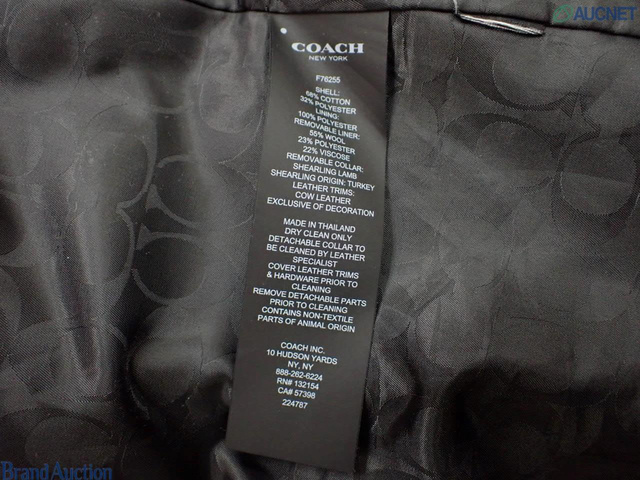 AUCNET
COACH
NEW YORK
F76255
SHELL:
68% COTTON
32% POLYESTER
LINING:
100% POLYESTER
REMOVABLE LINER:
55% WOOL
23% POLYESTER
22% VISCOSE
REMOVABLE COLLAR:
SHEARLING LAMB
SHEARLING ORIGIN: TURKEY
LEATHER TRIMS:
COW LEATHER
EXCLUSIVE OF DECORATION
MADE IN THAILAND
DRY CLEAN ONLY
DETACHABLE COLLAR TO
BE CLEANED BY LEATHER
SPECIALIST
COVER LEATHER TRIMS
& HARDWARE PRIOR TO
CLEANING
REMOVE DETACHABLE PARTS
PRIOR TO CLEANING
CONTAINS NON-TEXTILE
PARTS OF ANIMAL ORIGIN
COACH INC.
10 HUDSON YARDS
NY, NY
888-262-6224
RN# 132154
CA# 57398
224787
Brand Auction